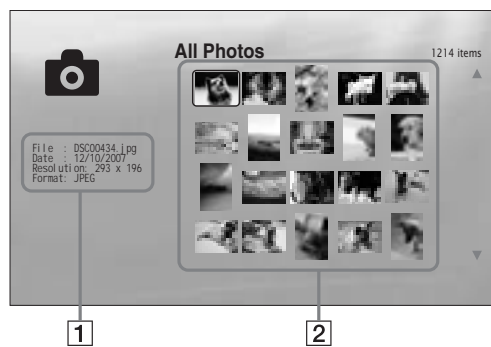 All Photos
1214 items
File : DSC00434.jpg
Date : 12/10/2007
Resolution: 293 x 196
Format: JPEG
1
2